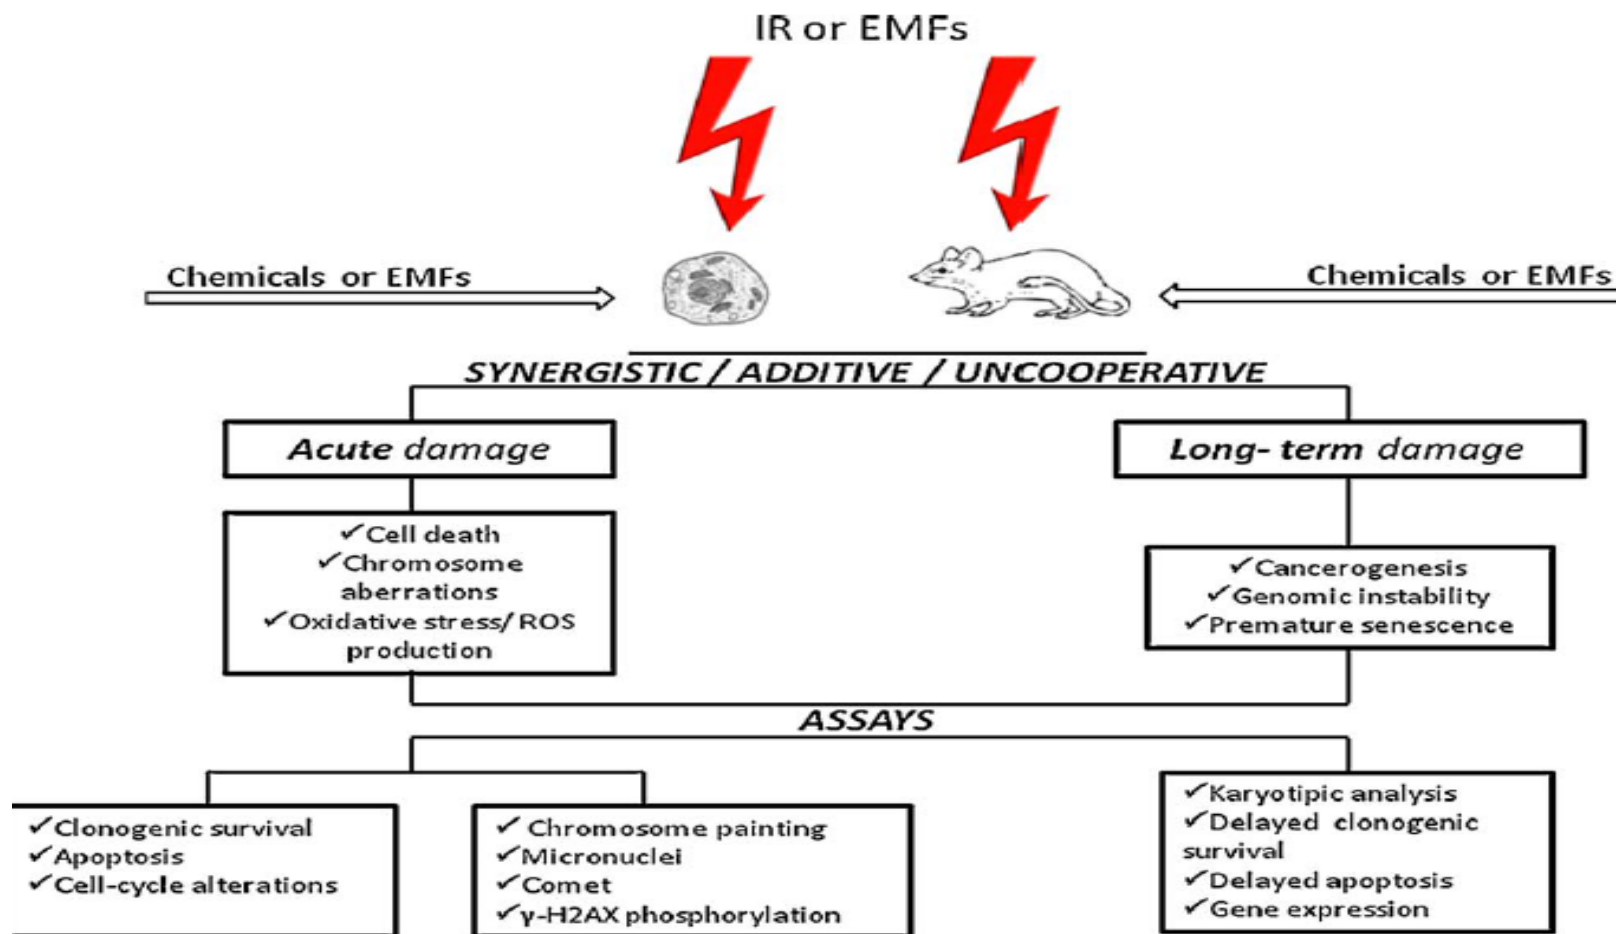 IR or EMFs
Chemicals or EMFs
Chemicals or EMFs
SYNERGISTIC / ADDITIVE / UNCOOPERATIVE
Acute damage
Long- term damage
✓Cell death
✓Chromosome
aberrations
✓Oxidative stress/ ROS
production
✓Cancerogenesis
✓Genomic instability
✓Premature senescence
ASSAYS
✓Clonogenic survival
✓Apoptosis
✓Cell-cycle alterations
✓Chromosome painting
✓Micronuclei
✓Comet
✓γ-H2AX phosphorylation
✓Karyotipic analysis
✓Delayed clonogenic
survival
✓Delayed apoptosis
✓Gene expression